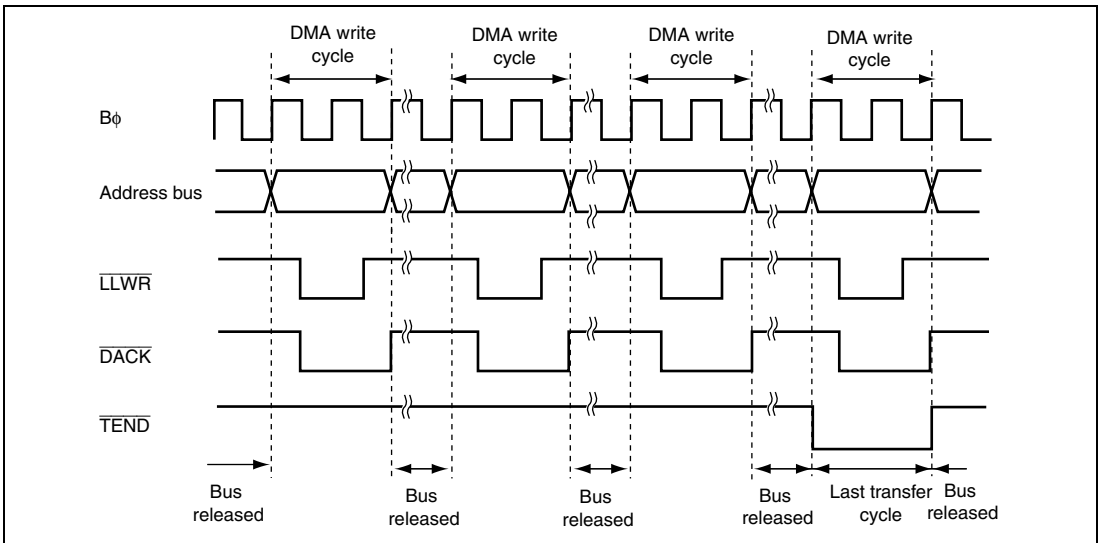 DMA write
cycle
DMA write
cycle
DMA write
cycle
DMA write
cycle
Bφ
Address bus
LLWR
DACK
TEND
Bus
released
Bus
released
Bus
released
Bus
released
Last transfer
cycle
Bus
released